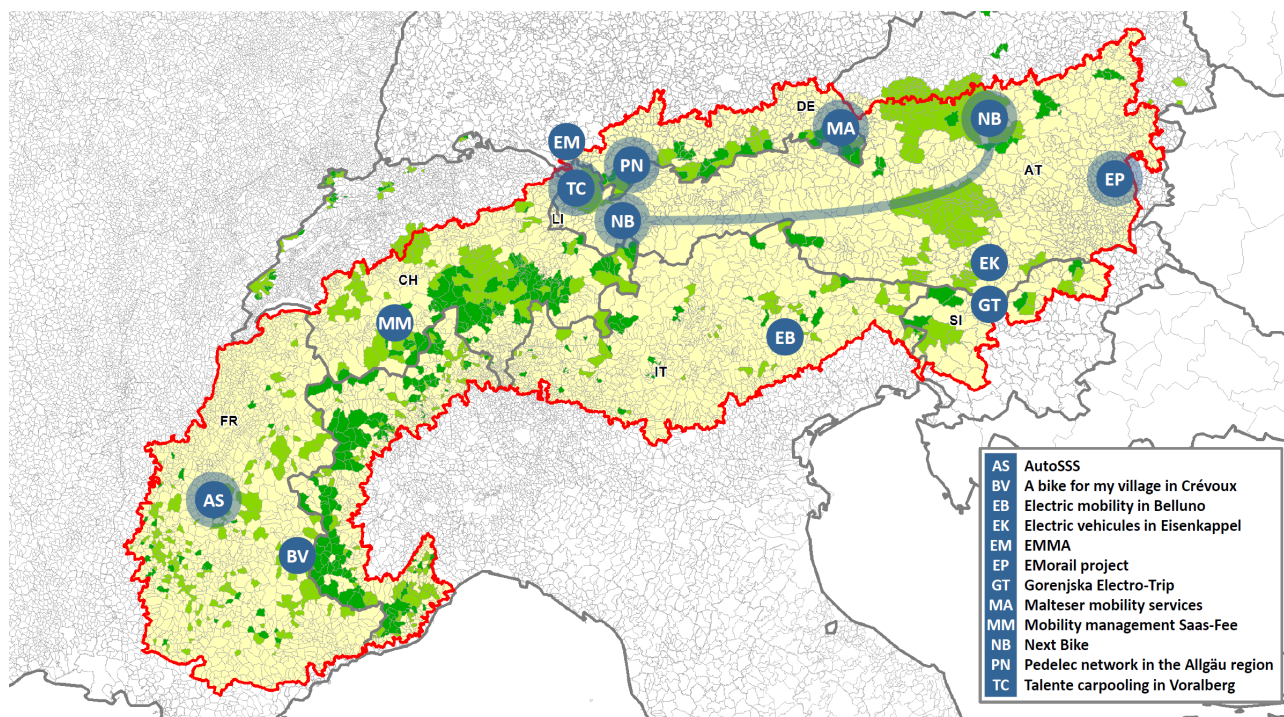 DE
NB
MA
EM
PN
AT
EP
TC
LI
NB
EK
CH
GT
MM
SI
EB
IT
FR
AS
BV
AS AutoSSS
BV A bike for my village in Crévoux
EB Electric mobility in Belluno
EK Electric vehicules in Eisenkappel
EM EMMA
EP EMorail project
GT Gorenjska Electro-Trip
MA Malteser mobility services
MM Mobility management Saas-Fee
NB Next Bike
PN Pedelec network in the Allgäu region
TC Talente carpooling in Voralberg